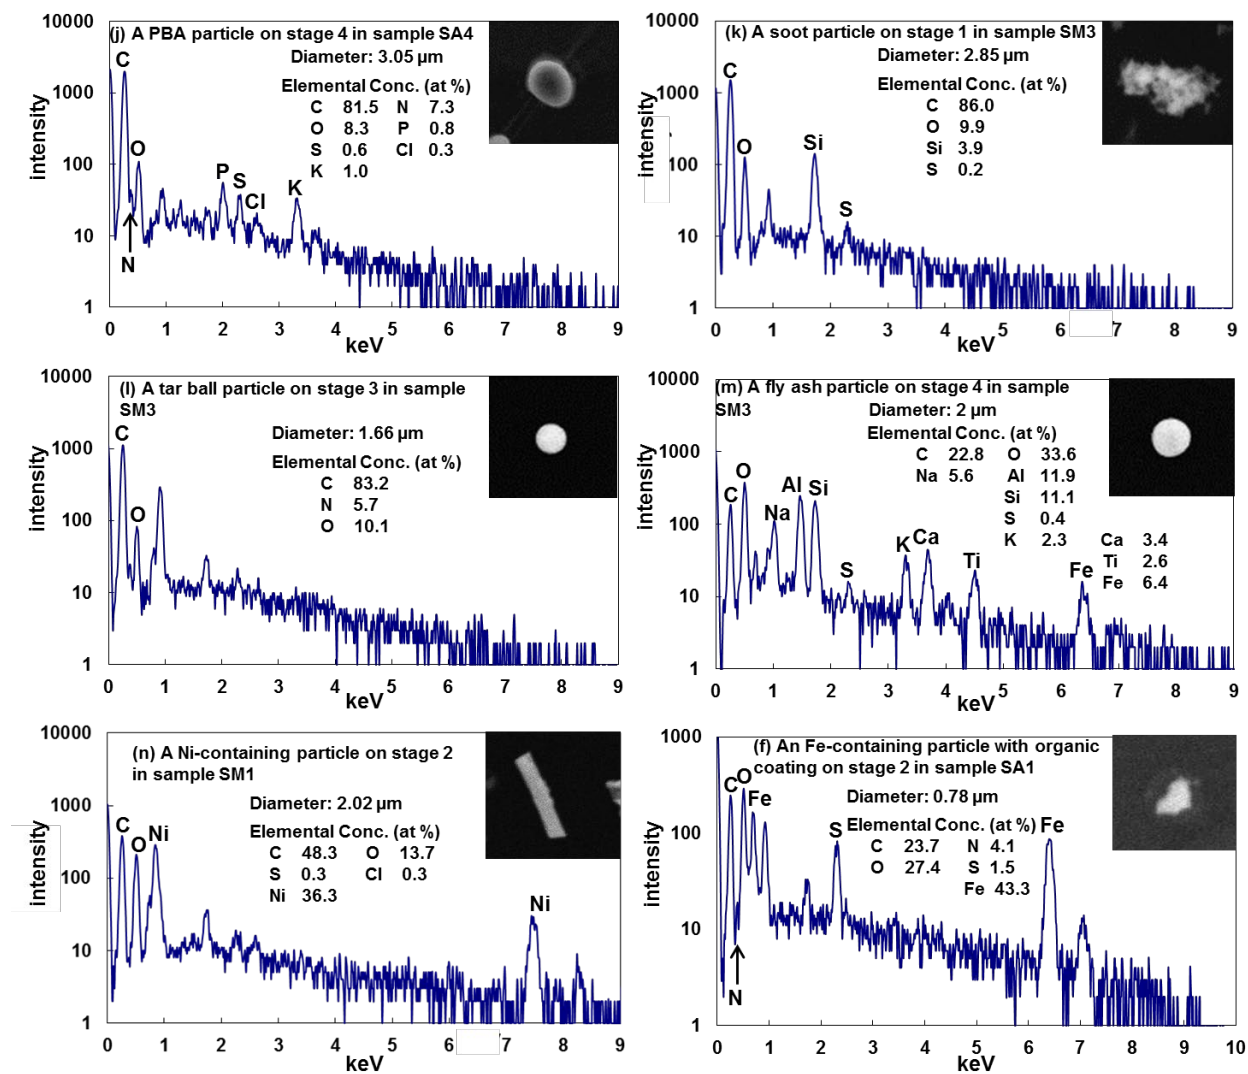 (j) A PBA particle on stage 4 in sample SA4
Diameter: 3.05 µm
Elemental Conc. (at %)
C 81.5 N 7.3
O 8.3 P 0.8
S 0.6 Cl 0.3
K 1.0
10000
1000
100
10
1
intensity
C
O
N
P
S
Cl
K
0 1 2 3 4 5 6 7 8 9
keV
(k) A soot particle on stage 1 in sample SM3
Diameter: 2.85 µm
Elemental Conc. (at %)
C 86.0
O 9.9
Si 3.9
S 0.2
10000
1000
100
10
1
intensity
C
O
Si
S
0 1 2 3 4 5 6 7 8 9
keV
(l) A tar ball particle on stage 3 in sample
SM3
Diameter: 1.66 µm
Elemental Conc. (at %)
C 83.2
N 5.7
O 10.1
10000
1000
100
10
1
intensity
C
O
0 1 2 3 4 5 6 7 8 9
keV
(m) A fly ash particle on stage 4 in sample
SM3
Diameter: 2 µm
Elemental Conc. (at %)
C 22.8 O 33.6
Na 5.6 Al 11.9
Si 11.1
S 0.4
K 2.3 Ca 3.4
Ti 2.6
Fe 6.4
10000
1000
100
10
1
intensity
C
O
Na
Al
Si
S
K
Ca
Ti
Fe
0 1 2 3 4 5 6 7 8 9
keV
(n) A Ni-containing particle on stage 2
in sample SM1
Diameter: 2.02 µm
Elemental Conc. (at %)
C 48.3 O 13.7
S 0.3 Cl 0.3
Ni 36.3
10000
1000
100
10
1
intensity
C
O
Ni
Ni
0 1 2 3 4 5 6 7 8 9
keV
(f) An Fe-containing particle with organic
coating on stage 2 in sample SA1
Diameter: 0.78 µm
Elemental Conc. (at %)
C 23.7 N 4.1
O 27.4 S 1.5
Fe 43.3
1000
100
10
1
intensity
C
O
Fe
N
S
Fe
0 1 2 3 4 5 6 7 8 9 10
keV